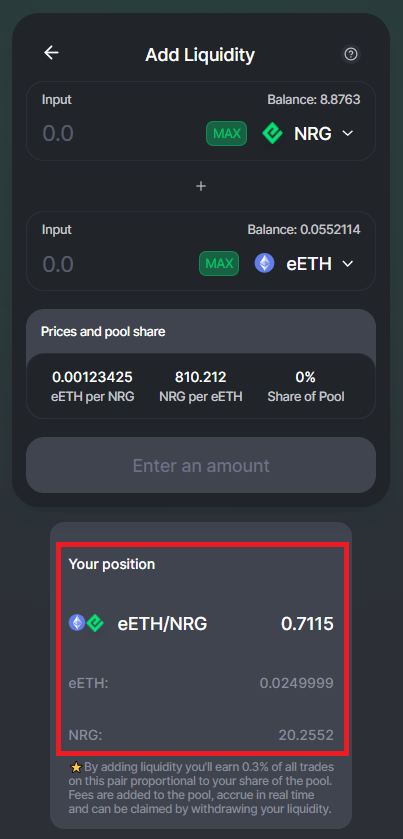 Add Liquidity
Input Balance: 8.8763
0.0 MAX NRG
+
Input Balance: 0.0552114
0.0 MAX eETH
Prices and pool share
0.00123425 810.212 0%
eETH per NRG NRG per eETH Share of Pool
Enter an amount
Your position
eETH/NRG 0.7115
eETH: 0.0249999
NRG: 20.2552
⭐By adding liquidity you'll earn 0.3% of all trades
on this pair proportional to your share of the pool.
Fees are added to the pool, accrue in real time
and can be claimed by withdrawing your liquidity.